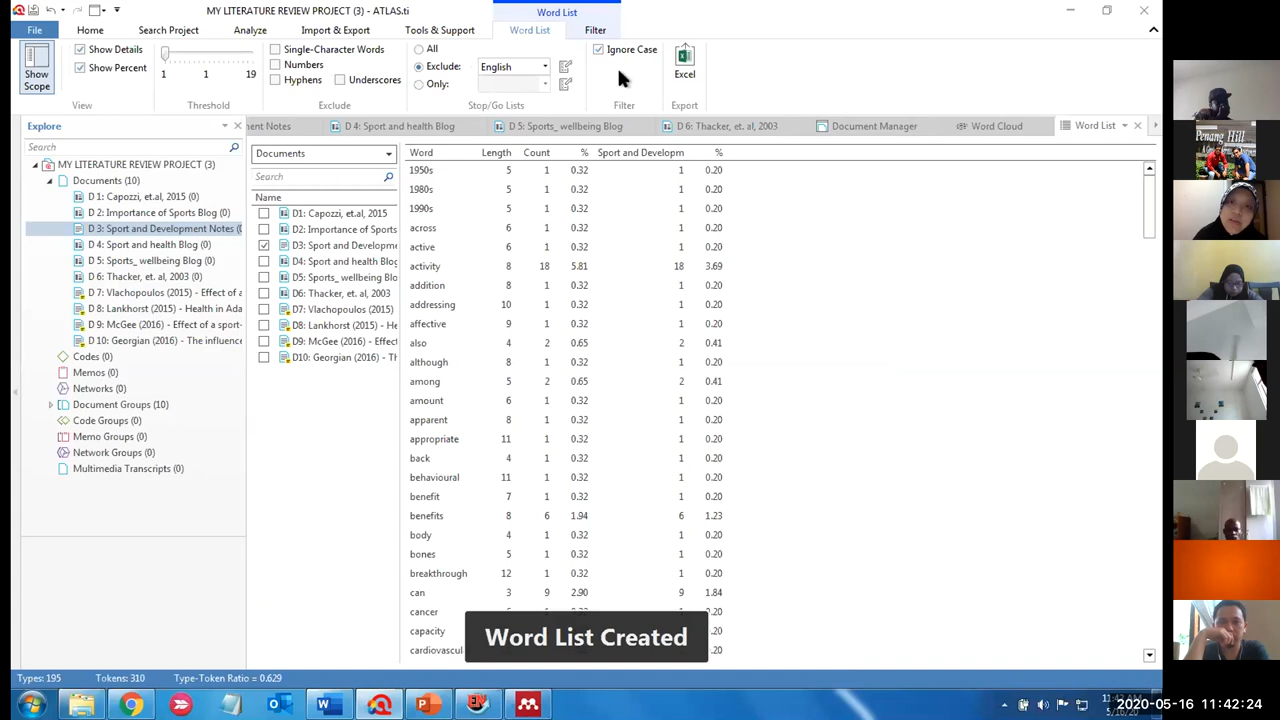 MY LITERATURE REVIEW PROJECT - ATLAS.ti
Word List
File
Home
Search Project
Analyze
Import & Export
Tools & Support
Word List
Filter
Show Scope
Show Details
Show Percent
View
1 1 19
Threshold
Single-Character Words
Numbers
Hyphens
Underscores
Exclude
All
Exclude: English
Only:
Stop/Go Lists
Ignore Case
Filter
Excel
Export
Explore
Search
MY LITERATURE REVIEW PROJECT (3)
Documents (10)
D 1: Capozzi, et.al, 2015 (0)
D 2: Importance of Sports Blog (0)
D 3: Sport and Development Notes (0
D 4: Sport and health Blog (0)
D 5: Sports_ wellbeing Blog (0)
D 6: Thacker, et. al, 2003 (0)
D 7: Vlachopoulos (2015) - Effect of a
D 8: Lankhorst (2015) - Health in Ada
D 9: McGee (2016) - Effect of a sport-
D 10: Georgian (2016) - The influence
Codes (0)
Memos (0)
Networks (0)
Document Groups (10)
Code Groups (0)
Memo Groups (0)
Network Groups (0)
Multimedia Transcripts (0)
ment Notes
D 4: Sport and health Blog
D 5: Sports_ wellbeing Blog
D 6: Thacker, et. al, 2003
Document Manager
Word Cloud
Word List
Documents
Search
Name
D1: Capozzi, et.al, 2015
D2: Importance of Sports
D3: Sport and Developme
D4: Sport and health Blog
D5: Sports_ wellbeing Blo
D6: Thacker, et. al, 2003
D7: Vlachopoulos (2015)
D8: Lankhorst (2015) - He
D9: McGee (2016) - Effec
D10: Georgian (2016) - Th
Word Length Count % Sport and Developm %
1950s 5 1 0.32 1 0.20
1980s 5 1 0.32 1 0.20
1990s 5 1 0.32 1 0.20
across 6 1 0.32 1 0.20
active 6 1 0.32 1 0.20
activity 8 18 5.81 18 3.69
addition 8 1 0.32 1 0.20
addressing 10 1 0.32 1 0.20
affective 9 1 0.32 1 0.20
also 4 2 0.65 2 0.41
although 8 1 0.32 1 0.20
among 5 2 0.65 2 0.41
amount 6 1 0.32 1 0.20
apparent 8 1 0.32 1 0.20
appropriate 11 1 0.32 1 0.20
back 4 1 0.32 1 0.20
behavioural 11 1 0.32 1 0.20
benefit 7 1 0.32 1 0.20
benefits 8 6 1.94 6 1.23
body 4 1 0.32 1 0.20
bones 5 1 0.32 1 0.20
breakthrough 12 1 0.32 1 0.20
can 3 9 2.90 9 1.84
cancer .20
capacity .20
cardiovascul .20
Word List Created
Types: 195 Tokens: 310 Type-Token Ratio = 0.629
2020-05-16 11:42:24
Penang Hill